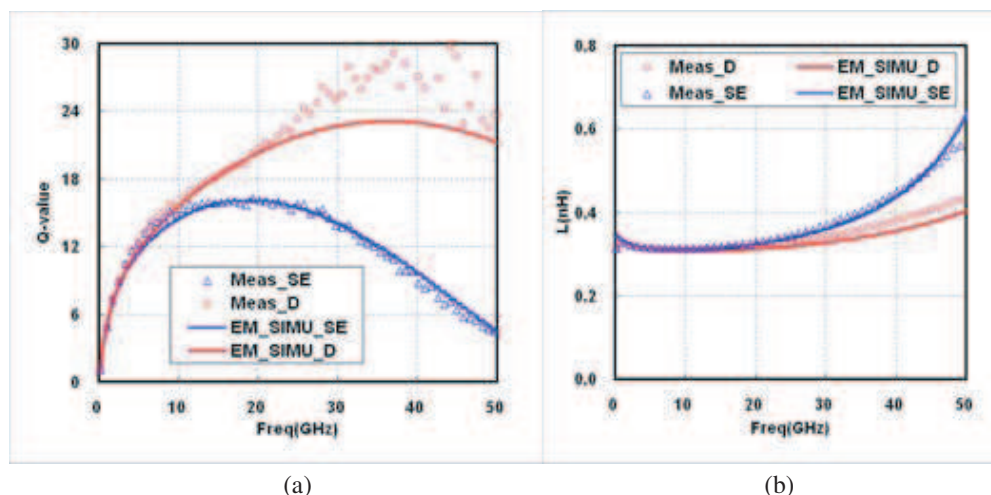 30
24
18
12
6
0
Q-value
Meas_SE
Meas_D
EM_SIMU_SE
EM_SIMU_D
0 10 20 30 40 50
Freq(GHz)
(a)
0.8
0.6
0.4
0.2
0.0
L(nH)
Meas_D EM_SIMU_D
Meas_SE EM_SIMU_SE
0 10 20 30 40 50
Freq(GHz)
(b)